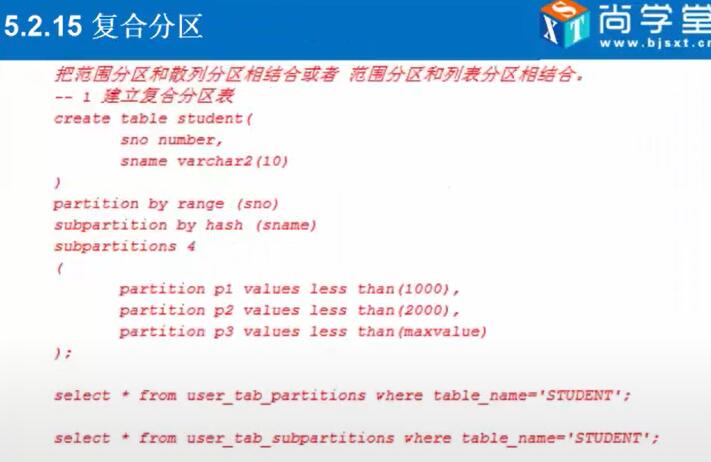 5.2.15 复合分区
SXT 尚学堂
www.bjsxt.cn
把范围分区和散列分区相结合或者 范围分区和列表分区相结合。
-- 1 建立复合分区表
create table student(
sno number,
sname varchar2(10)
)
partition by range (sno)
subpartition by hash (sname)
subpartitions 4
(
partition p1 values less than(1000),
partition p2 values less than(2000),
partition p3 values less than(maxvalue)
);
select * from user_tab_partitions where table_name='STUDENT';
select * from user_tab_subpartitions where table_name='STUDENT';